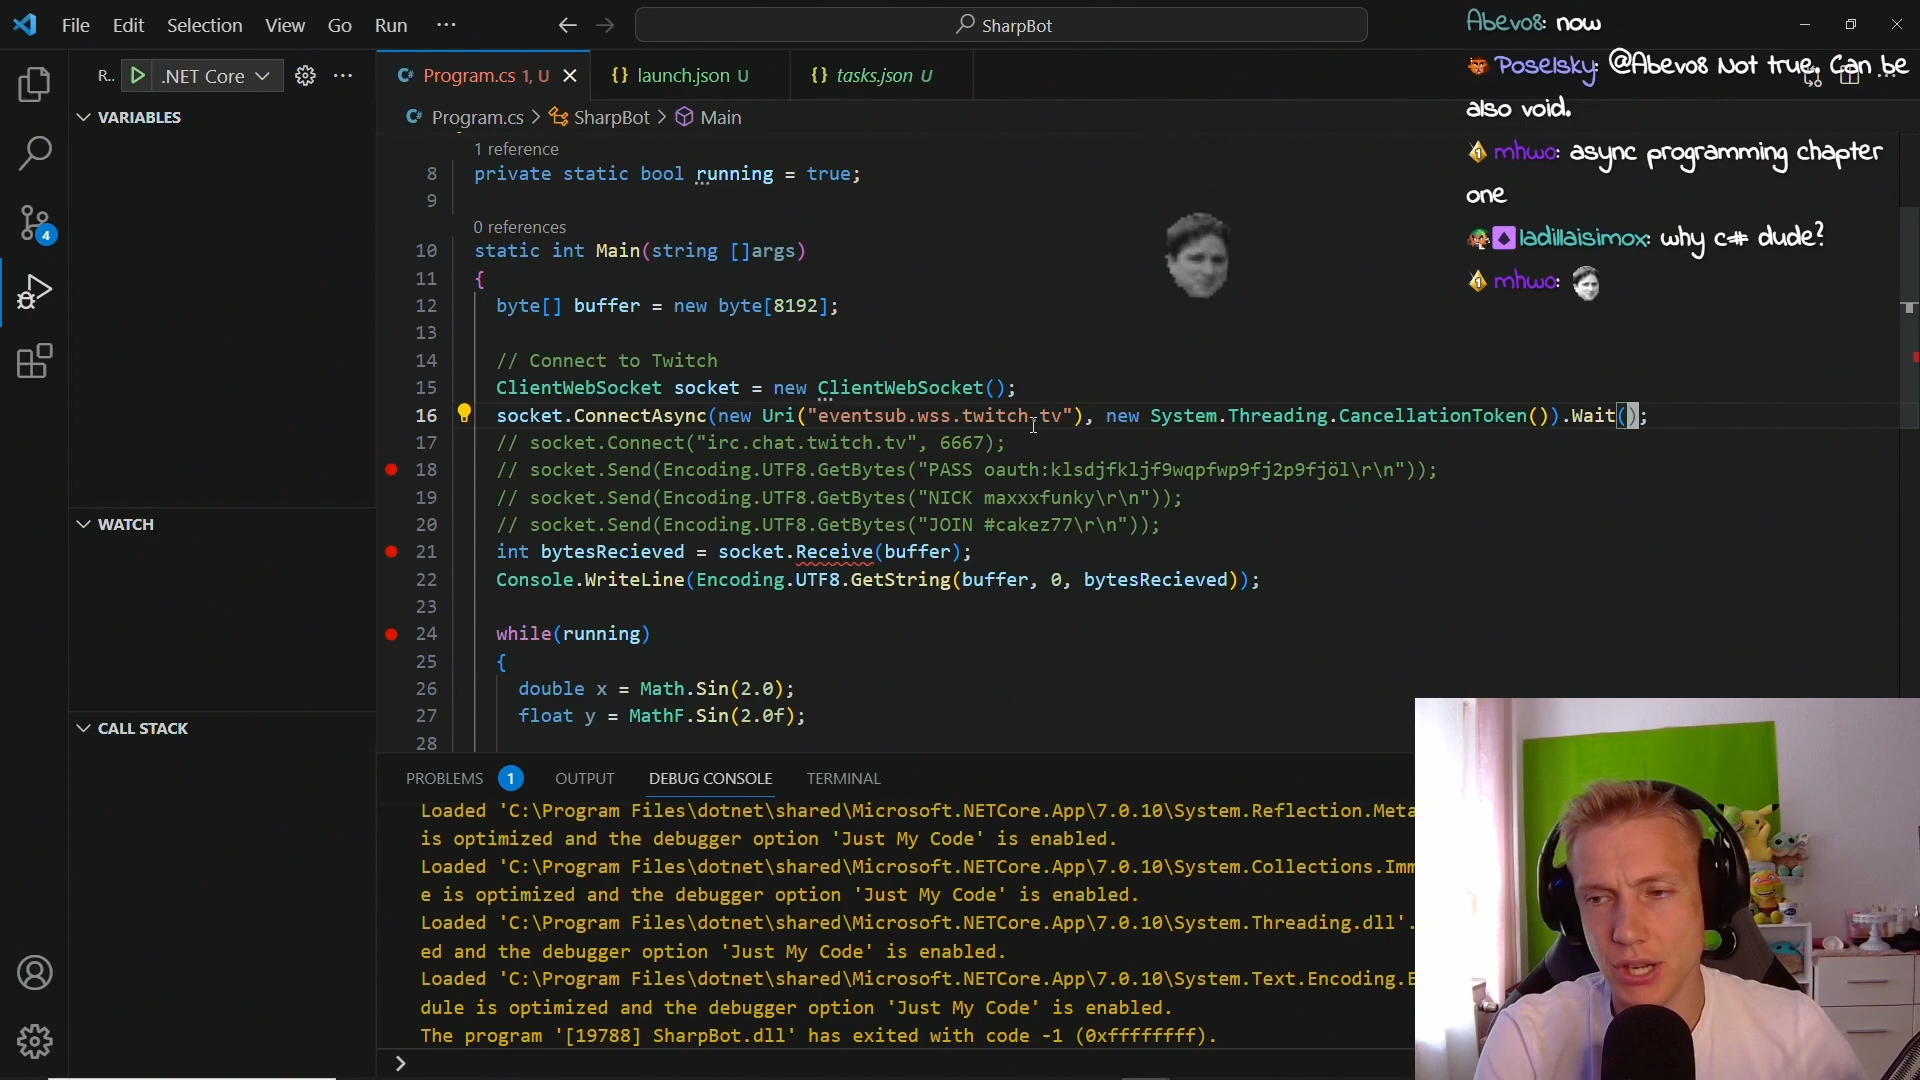 File Edit Selection View Go Run ··· SharpBot
R.. .NET Core ···
Program.cs 1, U
launch.json U
tasks.json U
Program.cs > SharpBot > Main
VARIABLES
WATCH
CALL STACK
4
1 reference
8 private static bool running = true;
9
0 references
10 static int Main(string []args)
11 {
12 byte[] buffer = new byte[8192];
13
14 // Connect to Twitch
15 ClientWebSocket socket = new ClientWebSocket();
16 socket.ConnectAsync(new Uri("eventsub.wss.twitch.tv"), new System.Threading.CancellationToken()).Wait();
17 // socket.Connect("irc.chat.twitch.tv", 6667);
18 // socket.Send(Encoding.UTF8.GetBytes("PASS oauth:klsdjfkljf9wqpfwp9fj2p9fjöl\r\n"));
19 // socket.Send(Encoding.UTF8.GetBytes("NICK maxxxfunky\r\n"));
20 // socket.Send(Encoding.UTF8.GetBytes("JOIN #cakez77\r\n"));
21 int bytesRecieved = socket.Receive(buffer);
22 Console.WriteLine(Encoding.UTF8.GetString(buffer, 0, bytesRecieved));
23
24 while(running)
25 {
26 double x = Math.Sin(2.0);
27 float y = MathF.Sin(2.0f);
28
Abevo8: now
Poselsky: @Abevo8 Not true. Can be
also void.
mhwo: async programming chapter
one
ladillaisimox: why c# dude?
mhwo:
PROBLEMS 1 OUTPUT DEBUG CONSOLE TERMINAL
Loaded 'C:\Program Files\dotnet\shared\Microsoft.NETCore.App\7.0.10\System.Reflection.Meta
is optimized and the debugger option 'Just My Code' is enabled.
Loaded 'C:\Program Files\dotnet\shared\Microsoft.NETCore.App\7.0.10\System.Collections.Imm
e is optimized and the debugger option 'Just My Code' is enabled.
Loaded 'C:\Program Files\dotnet\shared\Microsoft.NETCore.App\7.0.10\System.Threading.dll'.
ed and the debugger option 'Just My Code' is enabled.
Loaded 'C:\Program Files\dotnet\shared\Microsoft.NETCore.App\7.0.10\System.Text.Encoding.E
dule is optimized and the debugger option 'Just My Code' is enabled.
The program '[19788] SharpBot.dll' has exited with code -1 (0xffffffff).
>